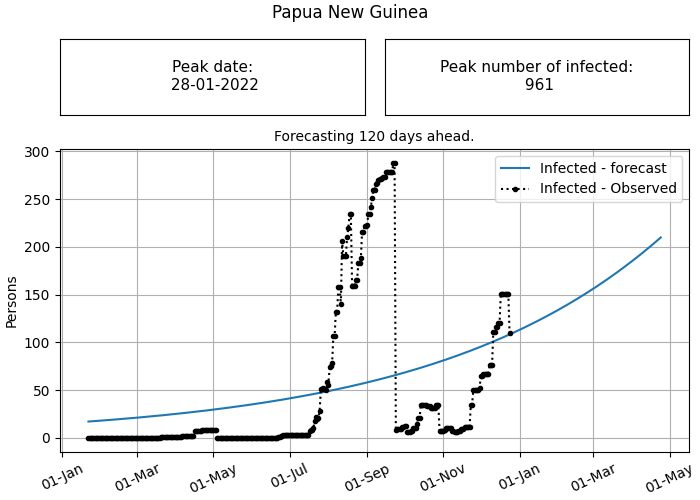 Papua New Guinea
Peak date:
28-01-2022
Peak number of infected:
961
Forecasting 120 days ahead.
Infected - forecast
Infected - Observed
Persons
300
250
200
150
100
50
0
01-Jan
01-Mar
01-May
01-Jul
01-Sep
01-Nov
01-Jan
01-Mar
01-May